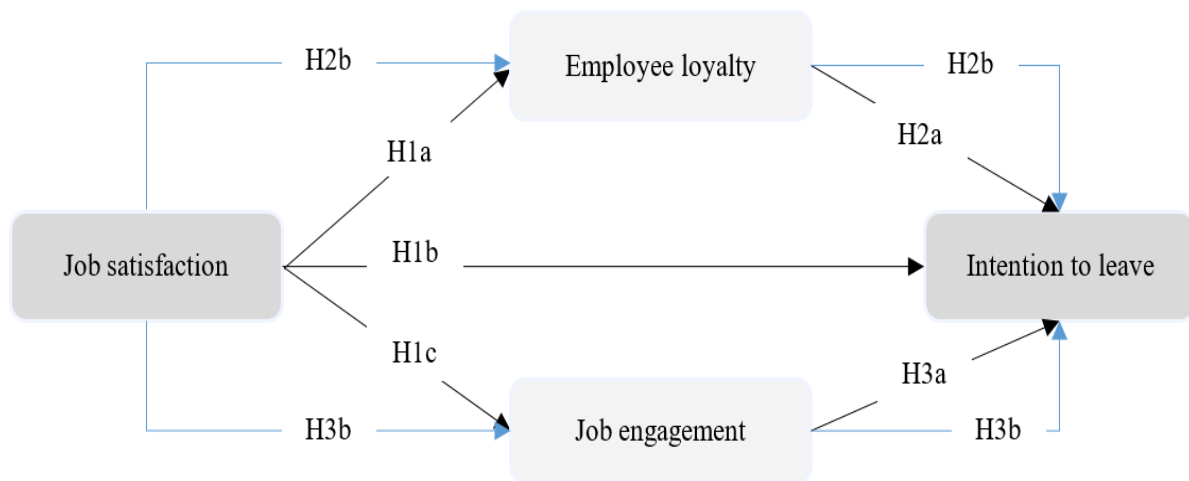 H2b
Employee loyalty
H2b
H2a
H1a
Job satisfaction
H1b
Intention to leave
H1c
H3a
H3b
Job engagement
H3b